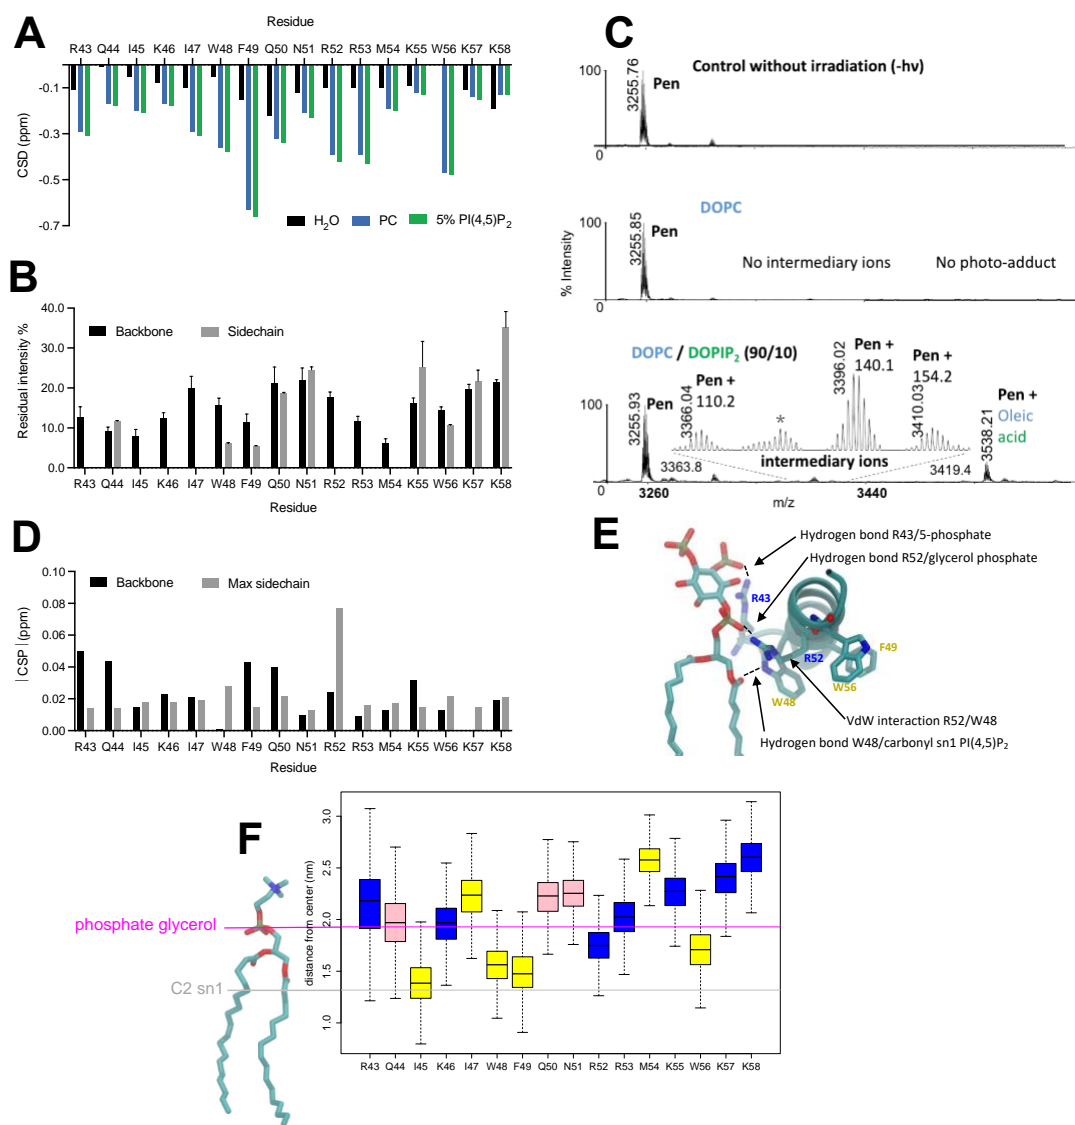 A
Residue
R43 Q44 I45 K46 I47 W48 F49 Q50 N51 R52 R53 M54 K55 W56 K57 K58
CSD (ppm)
-0.1
-0.3
-0.5
-0.7
H2O PC 5% PI(4,5)P2
B
Residual intensity %
40.0
30.0
20.0
10.0
0.0
Backbone Sidechain
R43 Q44 I45 K46 I47 W48 F49 Q50 N51 R52 R53 M54 K55 W56 K57 K58
Residue
C
Control without irradiation (-hν)
100
3255.76
Pen
0
DOPC
100
3255.85
Pen
No intermediary ions
No photo-adduct
% Intensity
0
DOPC / DOPIP2 (90/10)
100
3255.93
Pen
3366.04
Pen +
110.2
*
3396.02
Pen +
140.1
3410.03
Pen +
154.2
Pen +
Oleic
acid
3538.21
3363.8
intermediary ions
3419.4
0
3260
3440
m/z
D
| CSP | (ppm)
0.10
0.08
0.06
0.04
0.02
0.00
Backbone Max sidechain
R43 Q44 I45 K46 I47 W48 F49 Q50 N51 R52 R53 M54 K55 W56 K57 K58
Residue
E
Hydrogen bond R43/5-phosphate
Hydrogen bond R52/glycerol phosphate
R43
R52
F49
W56
W48
VdW interaction R52/W48
Hydrogen bond W48/carbonyl sn1 PI(4,5)P2
F
phosphate glycerol
C2 sn1
distance from center (nm)
3.0
2.5
2.0
1.5
1.0
R43 Q44 I45 K46 I47 W48 F49 Q50 N51 R52 R53 M54 K55 W56 K57 K58